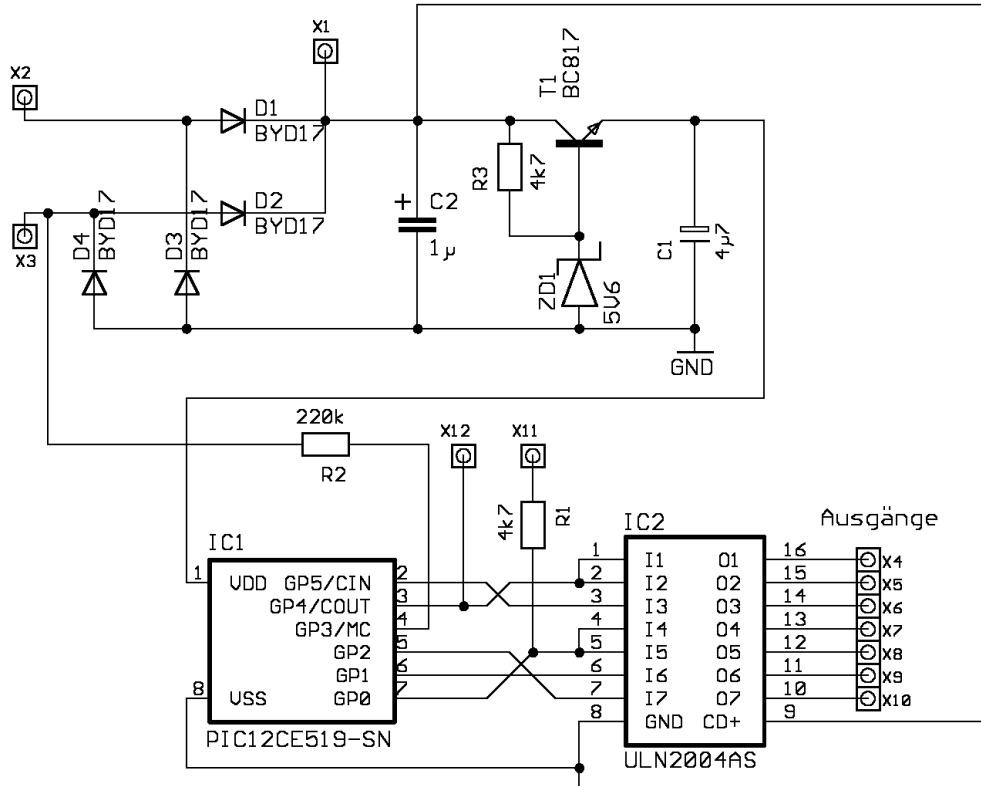 X1
X2
T1
BC817
D1
BYD17
R3
4k7
D2
BYD17
X3
D4
BYD17
D3
BYD17
+
C2
1µ
C1
4µ7
ZD1
5V6
GND
220k
R2
X12
X11
4k7
R1
IC1
IC2
Ausgänge
1 VDD GP5/CIN 2
GP4/COUT 3
GP3/MC 4
GP2 5
GP1 6
8 VSS GP0 7
PIC12CE519-SN
1 I1 O1 16 X4
2 I2 O2 15 X5
3 I3 O3 14 X6
4 I4 O4 13 X7
5 I5 O5 12 X8
6 I6 O6 11 X9
7 I7 O7 10 X10
8 GND CD+ 9
ULN2004AS